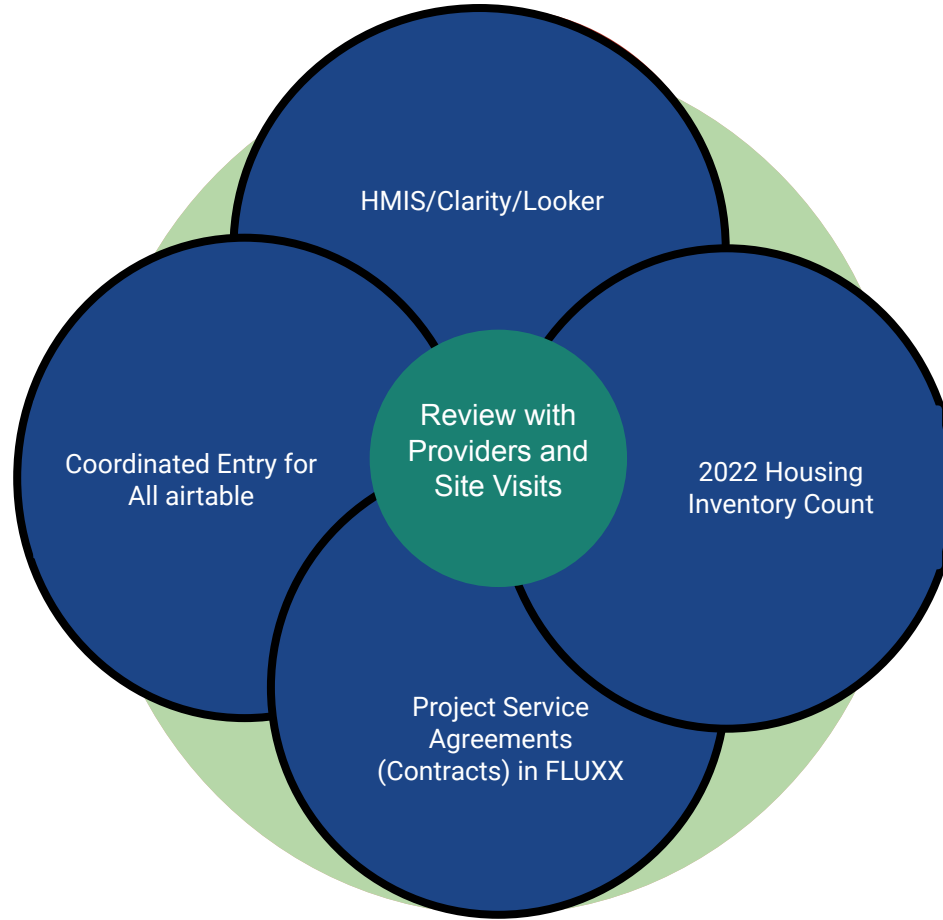 HMIS/Clarity/Looker
Review with
Providers and
Site Visits
Coordinated Entry for
All airtable
2022 Housing
Inventory Count
Project Service
Agreements
(Contracts) in FLUXX